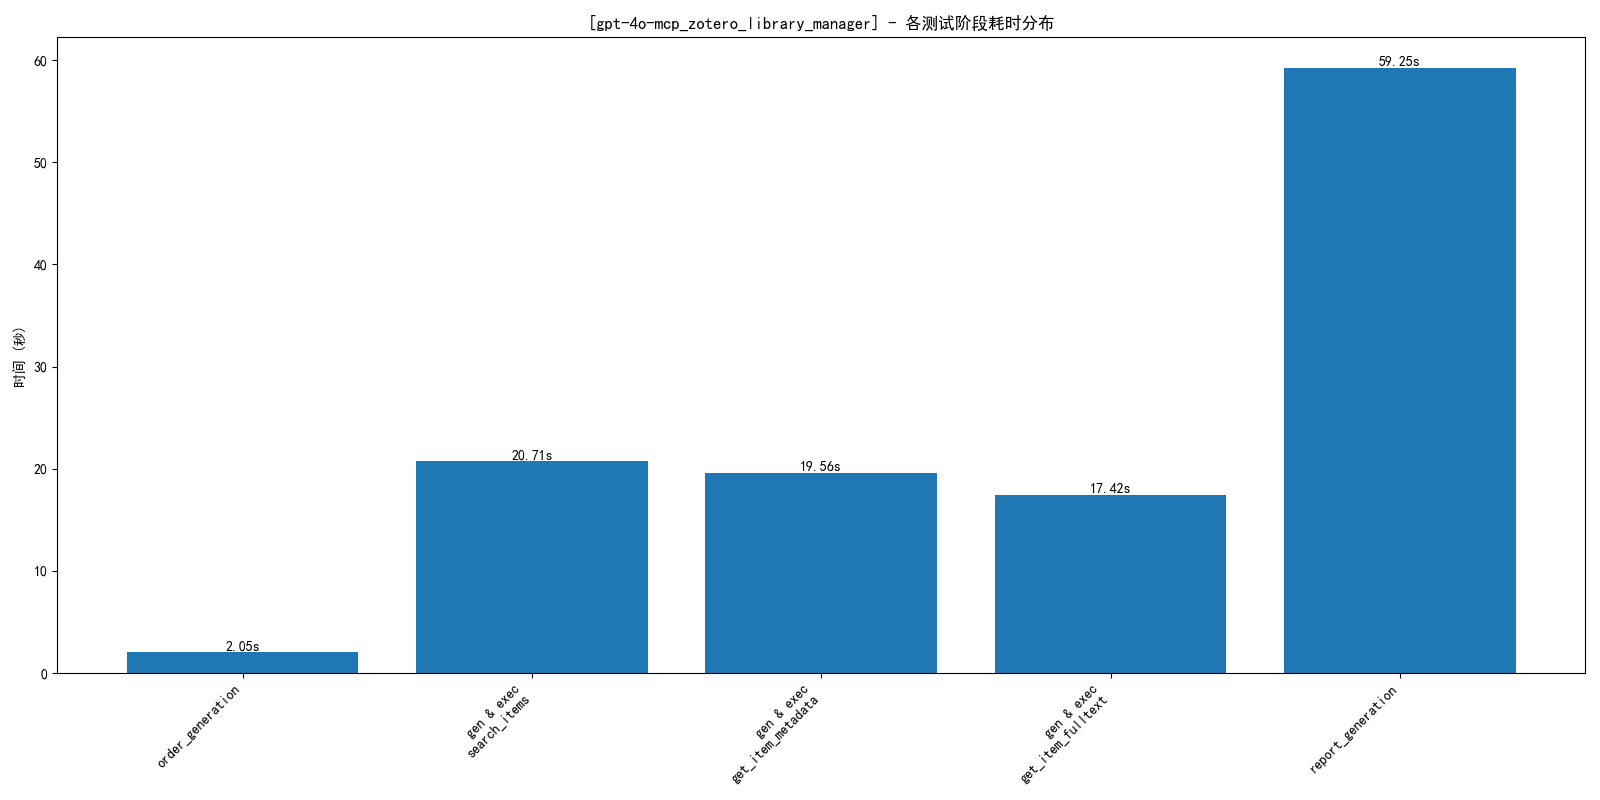 [gpt-4o-mcp_zotero_library_manager] - 各测试阶段耗时分布
时间 (秒)
60
50
40
30
20
10
0
2.05s
20.71s
19.56s
17.42s
59.25s
order_generation
gen & exec
search_items
gen & exec
get_item_metadata
gen & exec
get_item_fulltext
report_generation